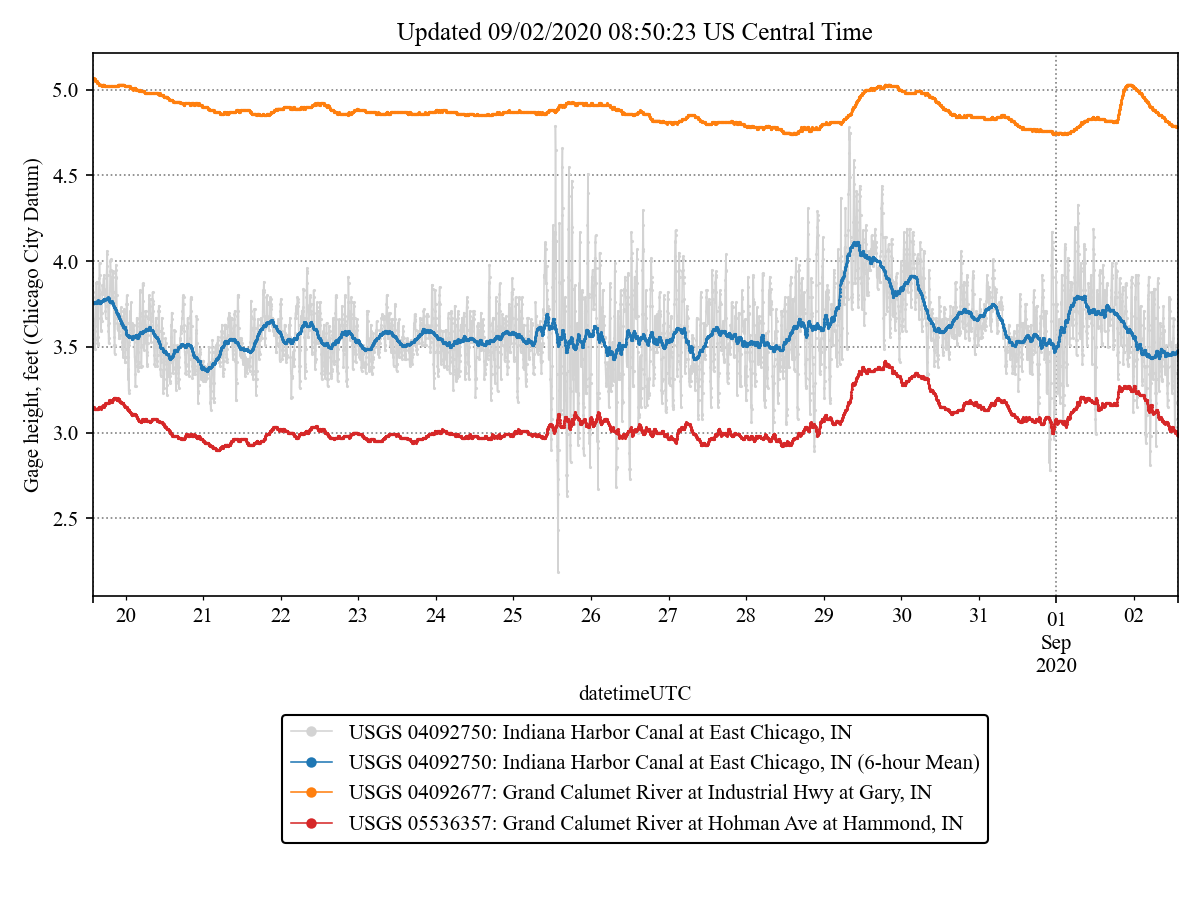 Updated 09/02/2020 08:50:23 US Central Time
Gage height, feet (Chicago City Datum)
5.0
4.5
4.0
3.5
3.0
2.5
20 21 22 23 24 25 26 27 28 29 30 31 01 02
Sep
2020
datetimeUTC
USGS 04092750: Indiana Harbor Canal at East Chicago, IN
USGS 04092750: Indiana Harbor Canal at East Chicago, IN (6-hour Mean)
USGS 04092677: Grand Calumet River at Industrial Hwy at Gary, IN
USGS 05536357: Grand Calumet River at Hohman Ave at Hammond, IN